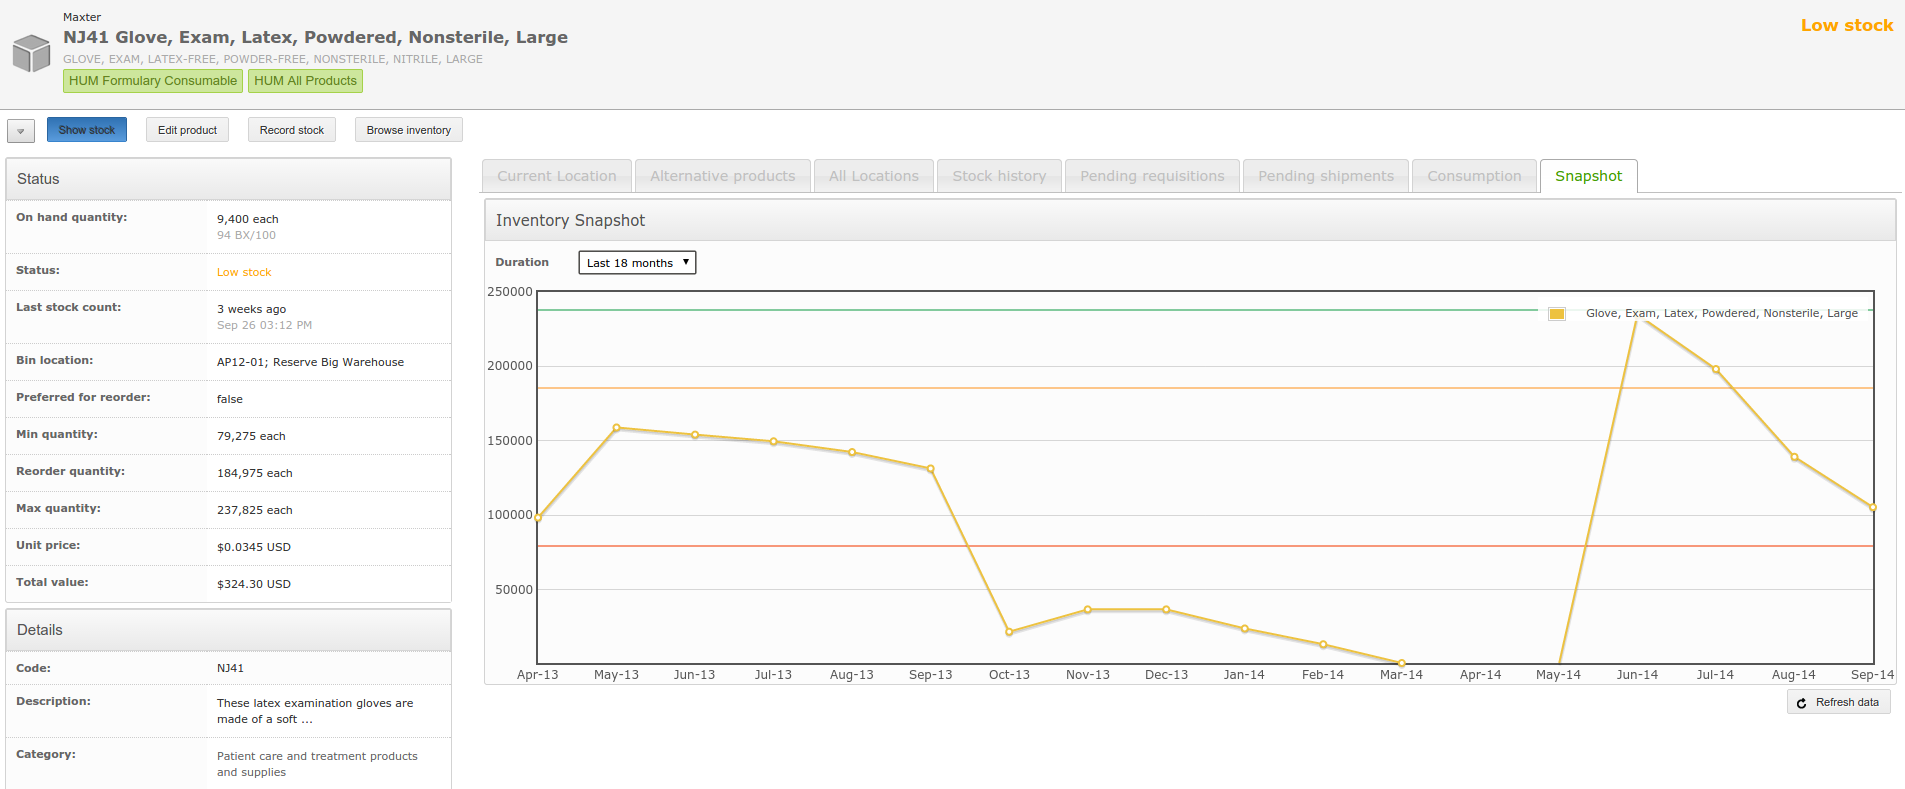 Maxter
NJ41 Glove, Exam, Latex, Powdered, Nonsterile, Large
GLOVE, EXAM, LATEX-FREE, POWDER-FREE, NONSTERILE, NITRILE, LARGE
HUM Formulary Consumable HUM All Products
Low stock
Show stock Edit product Record stock Browse inventory
Status
On hand quantity: 9,400 each
94 BX/100
Status: Low stock
Last stock count: 3 weeks ago
Sep 26 03:12 PM
Bin location: AP12-01; Reserve Big Warehouse
Preferred for reorder: false
Min quantity: 79,275 each
Reorder quantity: 184,975 each
Max quantity: 237,825 each
Unit price: $0.0345 USD
Total value: $324.30 USD
Details
Code: NJ41
Description: These latex examination gloves are
made of a soft ...
Category: Patient care and treatment products
and supplies
Current Location Alternative products All Locations Stock history Pending requisitions Pending shipments Consumption Snapshot
Inventory Snapshot
Duration Last 18 months
250000
Glove, Exam, Latex, Powdered, Nonsterile, Large
200000
150000
100000
50000
Apr-13 May-13 Jun-13 Jul-13 Aug-13 Sep-13 Oct-13 Nov-13 Dec-13 Jan-14 Feb-14 Mar-14 Apr-14 May-14 Jun-14 Jul-14 Aug-14 Sep-14
Refresh data